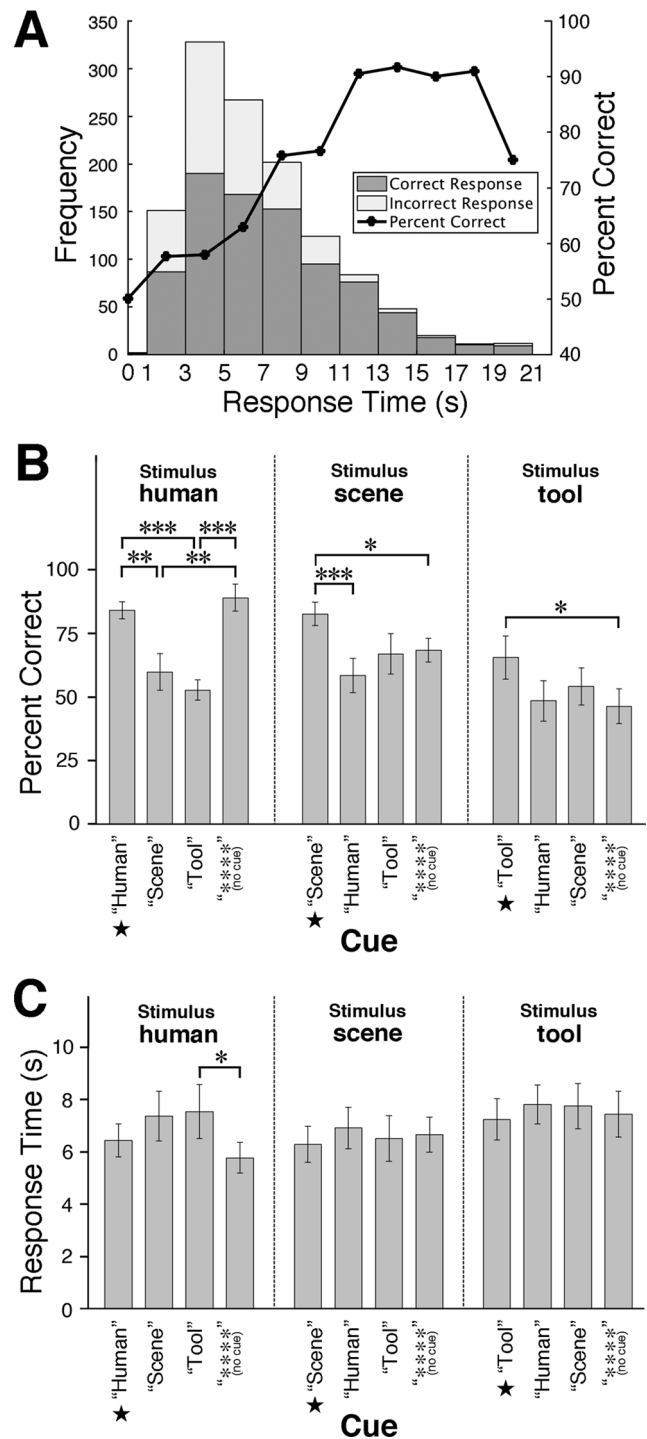 A
Frequency
350
300
250
200
150
100
50
0
100
90
80
70
60
50
40
Percent Correct
Correct Response
Incorrect Response
Percent Correct
0 1 3 5 7 9 11 13 15 17 19 21
Response Time (s)
B
Stimulus
human
Stimulus
scene
Stimulus
tool
*** ***
** **
*
***
*
Percent Correct
100
75
50
25
0
“Human”
“Scene”
“Tool”
“****”
(no cue)
“Scene”
“Human”
“Tool”
“****”
(no cue)
“Tool”
“Human”
“Scene”
“****”
(no cue)
★ ★ ★
Cue
C
Stimulus
human
Stimulus
scene
Stimulus
tool
*
Response Time (s)
10
8
6
4
2
0
“Human”
“Scene”
“Tool”
“****”
(no cue)
“Scene”
“Human”
“Tool”
“****”
(no cue)
“Tool”
“Human”
“Scene”
“****”
(no cue)
★ ★ ★
Cue